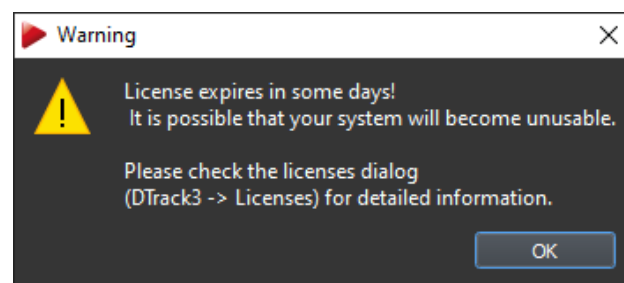 Warning
License expires in some days!
It is possible that your system will become unusable.
Please check the licenses dialog
(DTrack3 -> Licenses) for detailed information.
OK